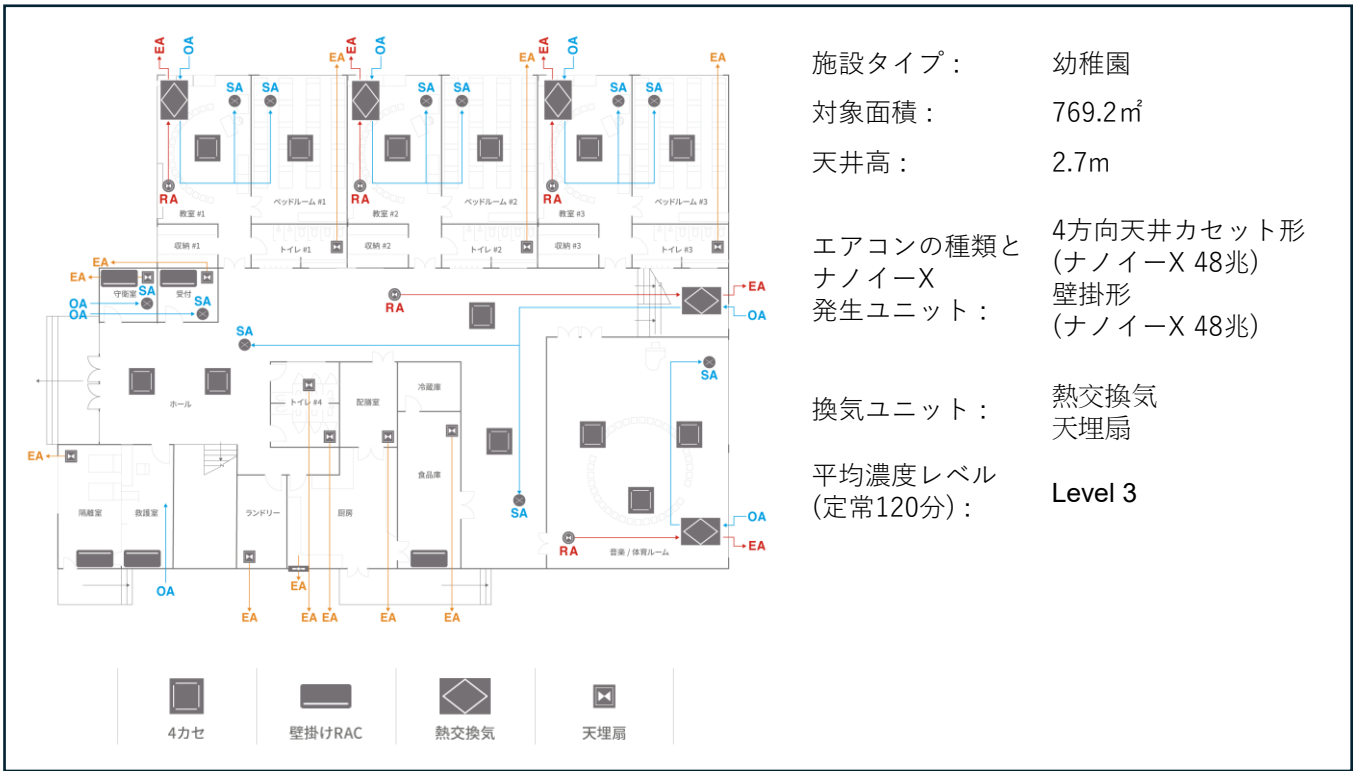 EA
OA
EA
EA
OA
EA
EA
OA
EA
SA
SA
SA
SA
SA
SA
RA
RA
RA
教室 #1
ベッドルーム #1
教室 #2
ベッドルーム #2
教室 #3
ベッドルーム #3
収納 #1
トイレ #1
収納 #2
トイレ #2
収納 #3
トイレ #3
EA
EA
守衛室
SA
受付
SA
OA
OA
RA
EA
OA
SA
SA
ホール
トイレ #4
配膳室
冷蔵庫
EA
隔離室
救護室
ランドリー
厨房
食品庫
SA
RA
音楽 / 体育ルーム
OA
EA
OA
EA
EA
EA
EA
EA
EA
4カセ
壁掛けRAC
熱交換気
天埋扇
施設タイプ： 幼稚園
対象面積： 769.2㎡
天井高： 2.7m
エアコンの種類と
ナノイーX
発生ユニット：
4方向天井カセット形
(ナノイーX 48兆)
壁掛形
(ナノイーX 48兆)
換気ユニット：
熱交換気
天埋扇
平均濃度レベル
(定常120分)：
Level 3